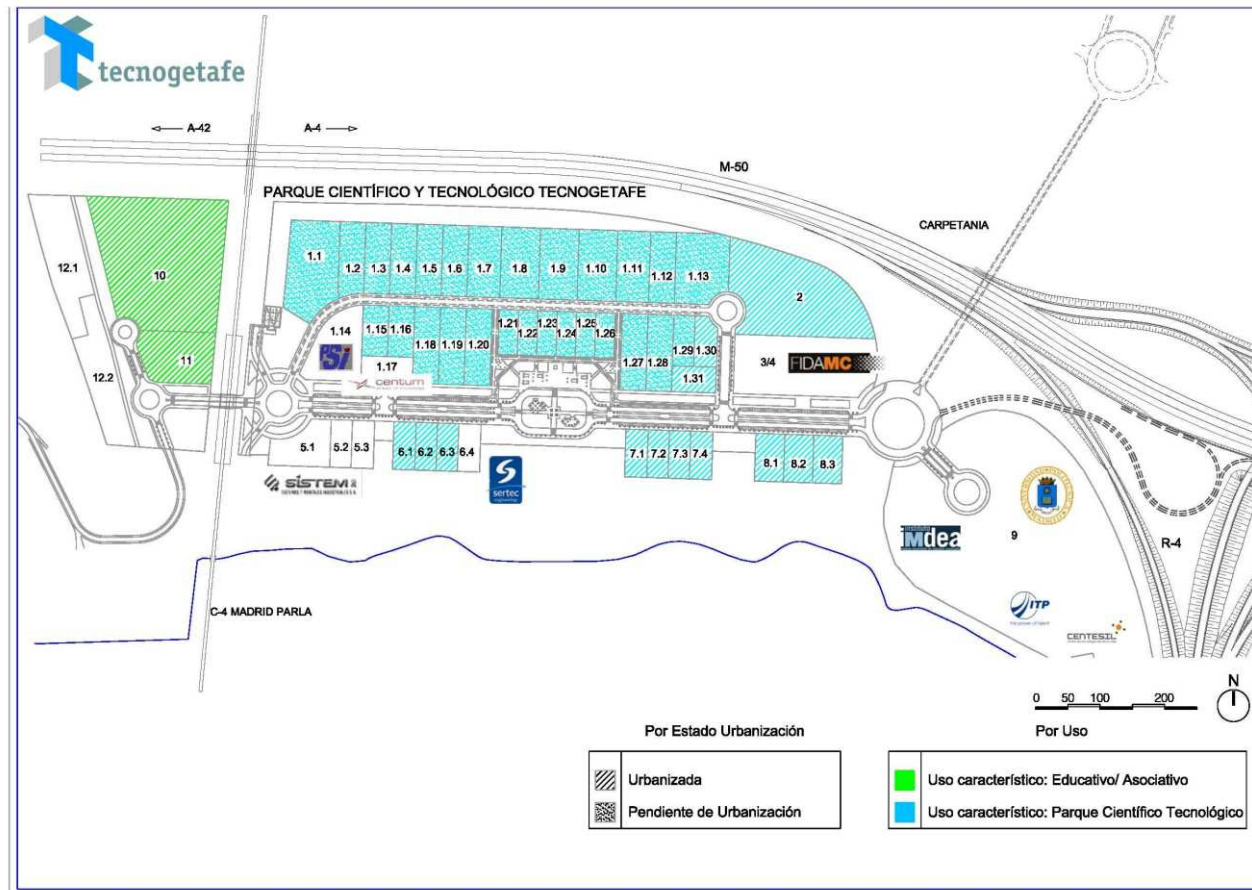 tecnogetafe
A-42
A-4
M-50
PARQUE CIENTÍFICO Y TECNOLÓGICO TECNOGETAFE
CARPETANIA
12.1
10
1.1
1.2
1.3
1.4
1.5
1.6
1.7
1.8
1.9
1.10
1.11
1.12
1.13
2
1.14
1.15
1.16
1.17
1.18
1.19
1.20
1.21
1.22
1.23
1.24
1.25
1.26
1.27
1.28
1.29
1.30
1.31
3/4
FIDAMC
11
12.2
centum
5.1
5.2
5.3
6.1
6.2
6.3
6.4
7.1
7.2
7.3
7.4
8.1
8.2
8.3
SISTEM
sertec
engineering
imdea
9
R-4
ITP
CENTESIL
C-4 MADRID PARLA
0 50 100 200
N
Por Estado Urbanización
Urbanizada
Pendiente de Urbanización
Por Uso
Uso característico: Educativo/ Asociativo
Uso característico: Parque Científico Tecnológico